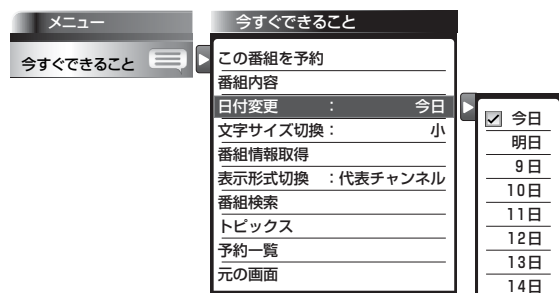 メニュー
今すぐできること
今すぐできること
この番組を予約
番組内容
日付変更 : 今日
文字サイズ切換 : 小
番組情報取得
表示形式切換 : 代表チャンネル
番組検索
トピックス
予約一覧
元の画面
今日
明日
9日
10日
11日
12日
13日
14日